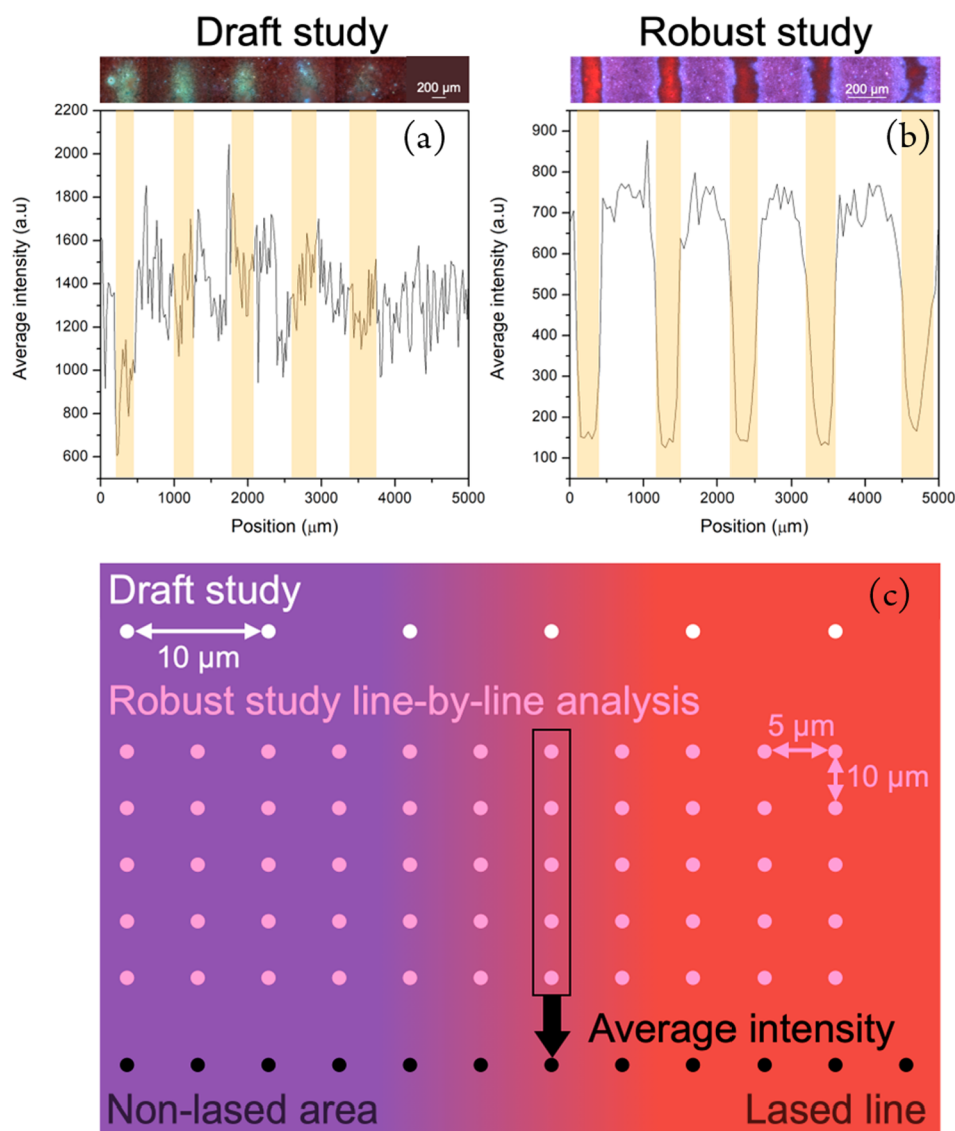 Draft study
Robust study
200 µm
200 µm
(a)
2200
2000
1800
1600
1400
1200
1000
800
600
Average intensity (a.u)
0
1000
2000
3000
4000
5000
Position (µm)
(b)
900
800
700
600
500
400
300
200
100
Average intensity (a.u)
0
1000
2000
3000
4000
5000
Position (µm)
Draft study
(c)
10 µm
Robust study line-by-line analysis
5 µm
10 µm
Average intensity
Non-lased area
Lased line